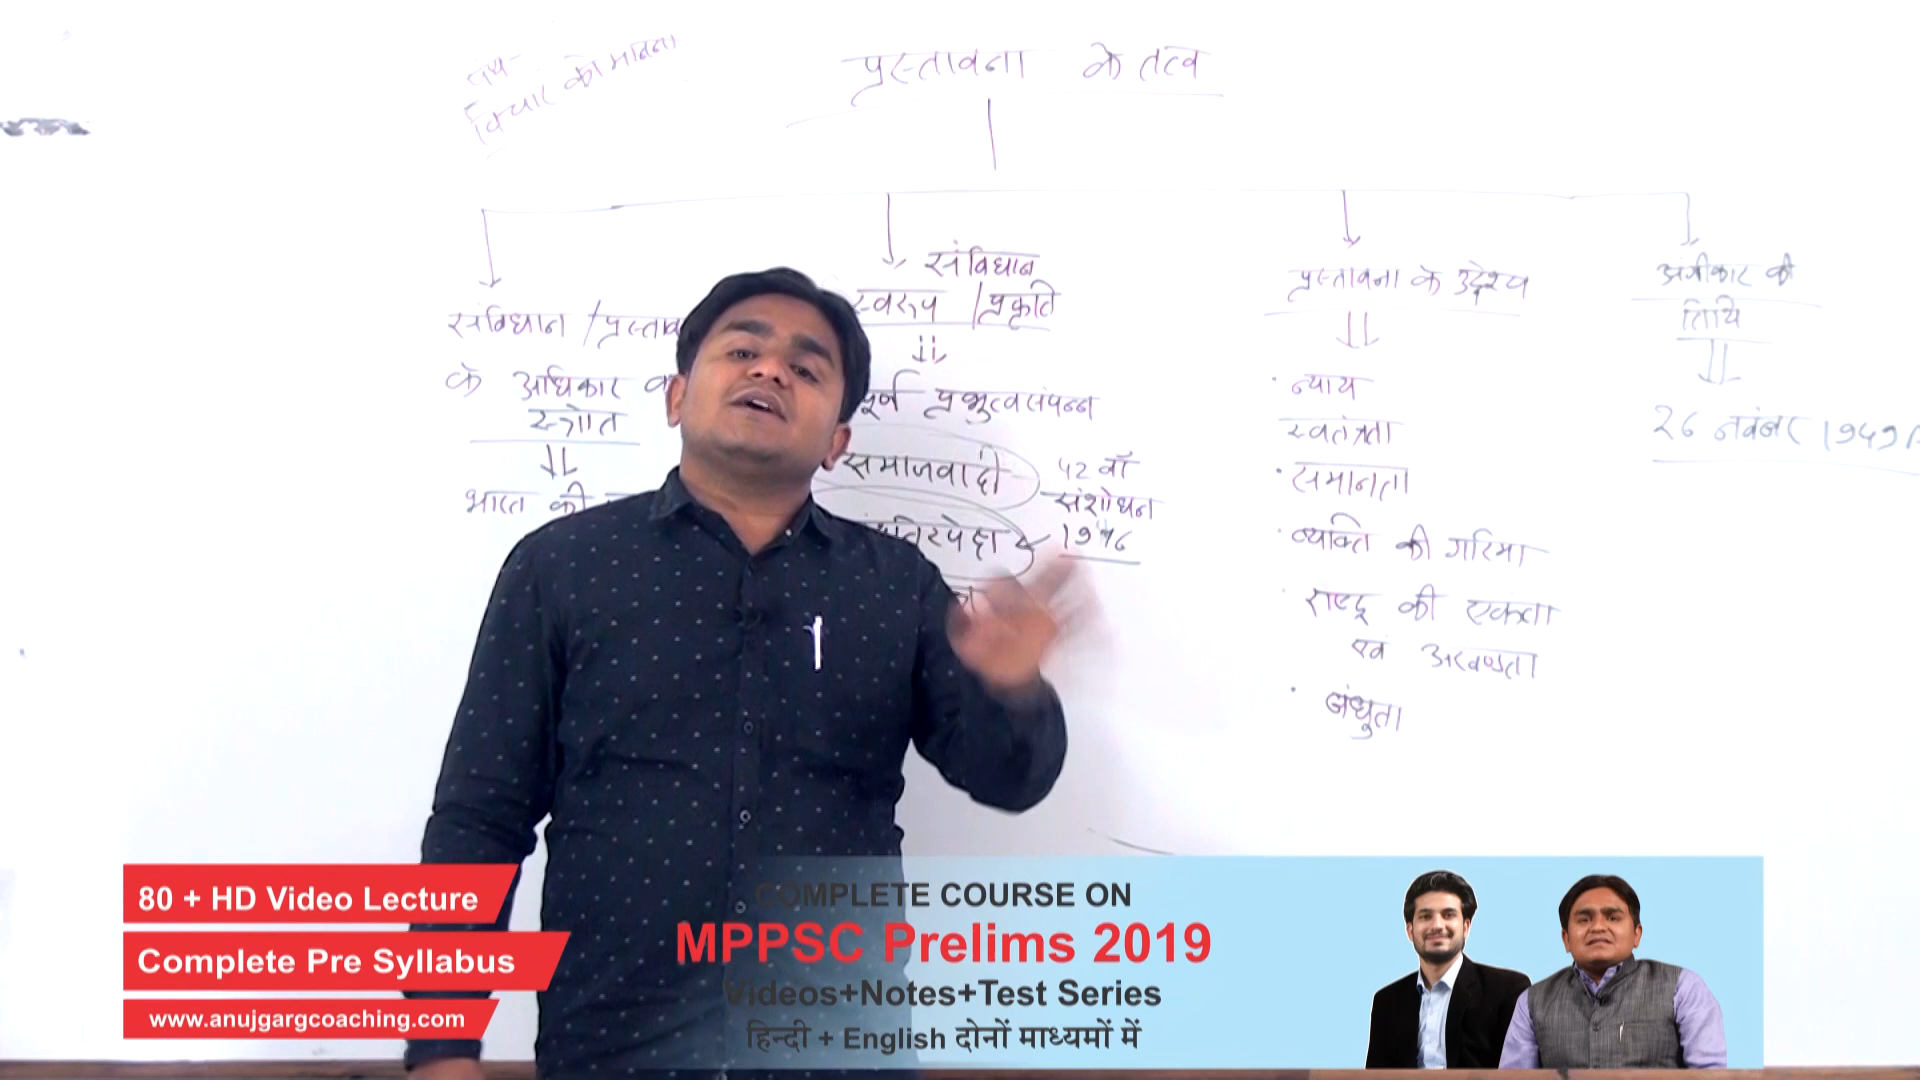 विचार को मानना
प्रस्तावना के तत्व
संविधान /प्रस्ताव
के अधिकार का
स्त्रोत
भारत की
संविधान
स्वरूप /प्रकृति
पूर्ण प्रभुत्व संपन्न
समाजवादी
42 वाँ
संशोधन
1976
प्रस्तावना के उद्देश्य
न्याय
स्वतंत्रता
समानता
व्यक्ति की गरिमा
राष्ट्र की एकता
एवं अखण्डता
बंधुता
अंगीकार की
तिथि
26 नवंबर 1949
80 + HD Video Lecture
Complete Pre Syllabus
www.anujgargcoaching.com
COMPLETE COURSE ON
MPPSC Prelims 2019
Videos+Notes+Test Series
हिन्दी + English दोनों माध्यमों में